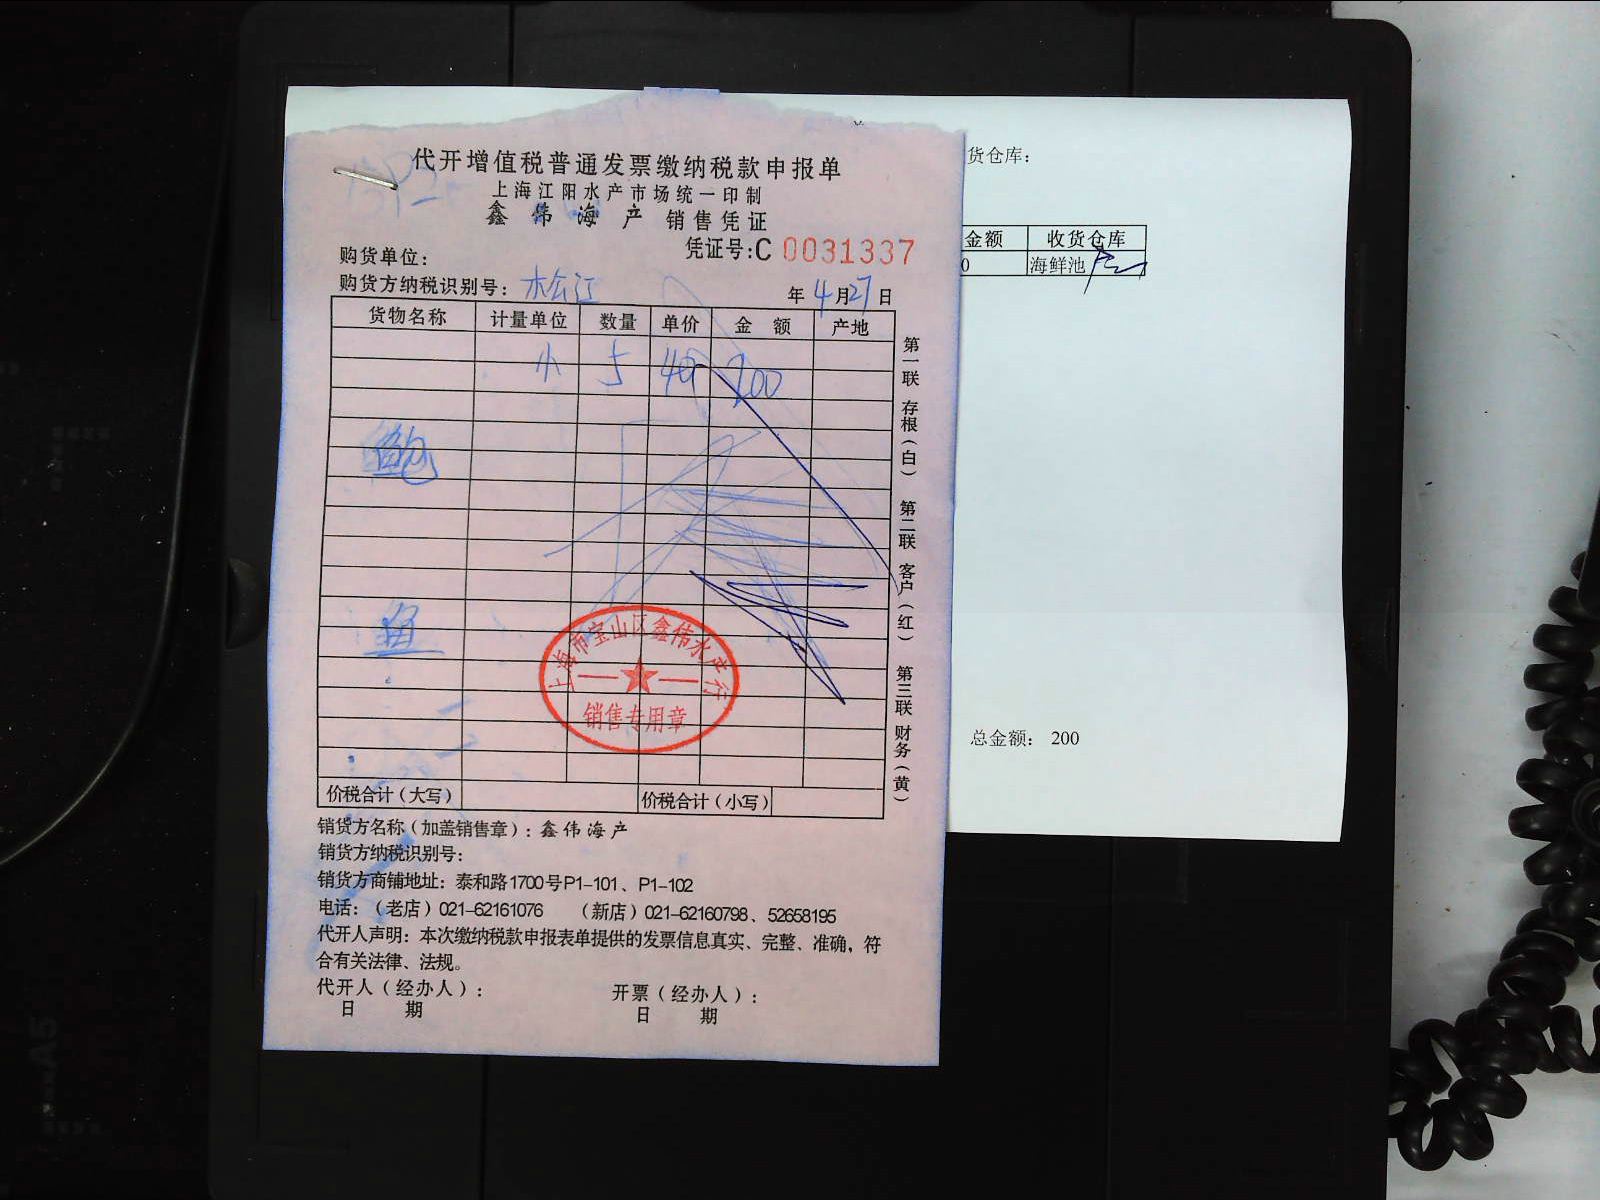 代开增值税普通发票缴纳税款申报单
上海江阳水产市场统一印制
鑫伟海产 销售凭证
凭证号:C 0031337
购货单位：
购货方纳税识别号：松江 年4月27日
货物名称 计量单位 数量 单价 金额 产地
小 5 40 200
鲍
鱼
上海市宝山区鑫伟水产行
销售专用章
价税合计（大写） 价税合计（小写）
销货方名称（加盖销售章）：鑫伟海产
销货方纳税识别号：
销货方商铺地址：泰和路1700号P1-101、P1-102
电话：（老店）021-62161076 （新店）021-62160798、52658195
代开人声明：本次缴纳税款申报表单提供的发票信息真实、完整、准确，符
合有关法律、法规。
代开人（经办人）： 开票（经办人）：
日 期 日 期
第一联 存根（白） 第二联 客户（红） 第三联 财务（黄）
货仓库：
金额 收货仓库
0 海鲜池
总金额： 200